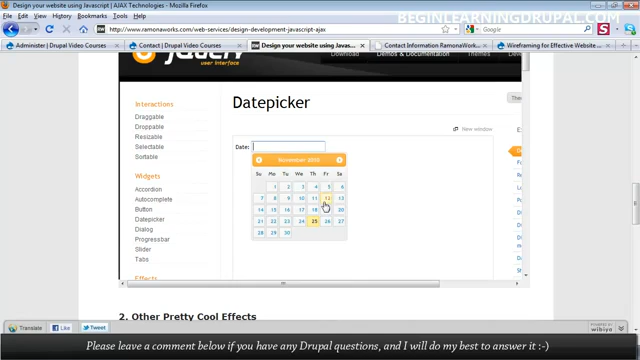 Design your website using Javascript | AJAX Technologies - Mozilla Firefox
BEGINLEARNINGDRUPAL.COM
File Edit View History Bookmarks Tools Help
http://www.ramonaworks.com/web-services/design-development-javascript-ajax
Google
Administer | Drupal Video Courses
Contact | Drupal Video Courses
Design your website using Javas...
Contact Information RamonaWork...
Wireframing for Effective Website ...
user interface
Download Demos & Documentation
Interactions
Draggable
Droppable
Resizable
Selectable
Sortable
Widgets
Accordion
Autocomplete
Button
Datepicker
Dialog
Progressbar
Slider
Tabs
Effects
Datepicker
New window
Date:
November 2010
Su Mo Tu We Th Fr Sa
1 2 3 4 5 6
7 8 9 10 11 12 13
14 15 16 17 18 20
21 22 23 24 25 26 27
28 29 30
2. Other Pretty Cool Effects
Translate
Like
Tweet
wibiya
Please leave a comment below if you have any Drupal questions, and I will do my best to answer it :-)